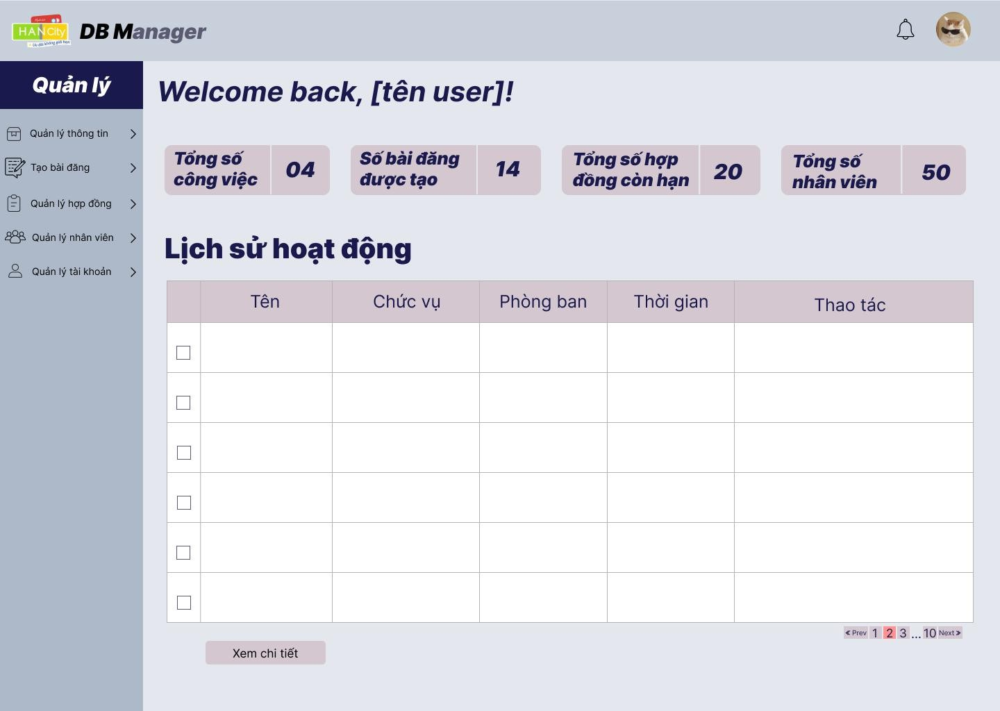 HANCity
Ưu đãi không giới hạn
DB Manager
Quản lý
Quản lý thông tin
Tạo bài đăng
Quản lý hợp đồng
Quản lý nhân viên
Quản lý tài khoản
Welcome back, [tên user]!
Tổng số
công việc
04
Số bài đăng
được tạo
14
Tổng số hợp
đồng còn hạn
20
Tổng số
nhân viên
50
Lịch sử hoạt động
Tên Chức vụ Phòng ban Thời gian Thao tác
Prev 1 2 3 ... 10 Next
Xem chi tiết